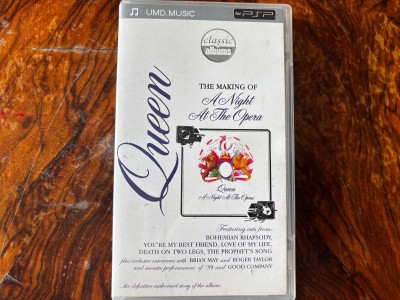 UMD MUSIC
for PSP
classic
albums
Queen
THE MAKING OF
A Night
At The Opera
Queen
A Night At The Opera
Featuring cuts from:
BOHEMIAN RHAPSODY,
YOU'RE MY BEST FRIEND, LOVE OF MY LIFE,
DEATH ON TWO LEGS, THE PROPHET'S SONG
plus exclusive interviews with BRIAN MAY and ROGER TAYLOR
and acoustic performances of '39 and GOOD COMPANY
...the definitive authorised story of the album.